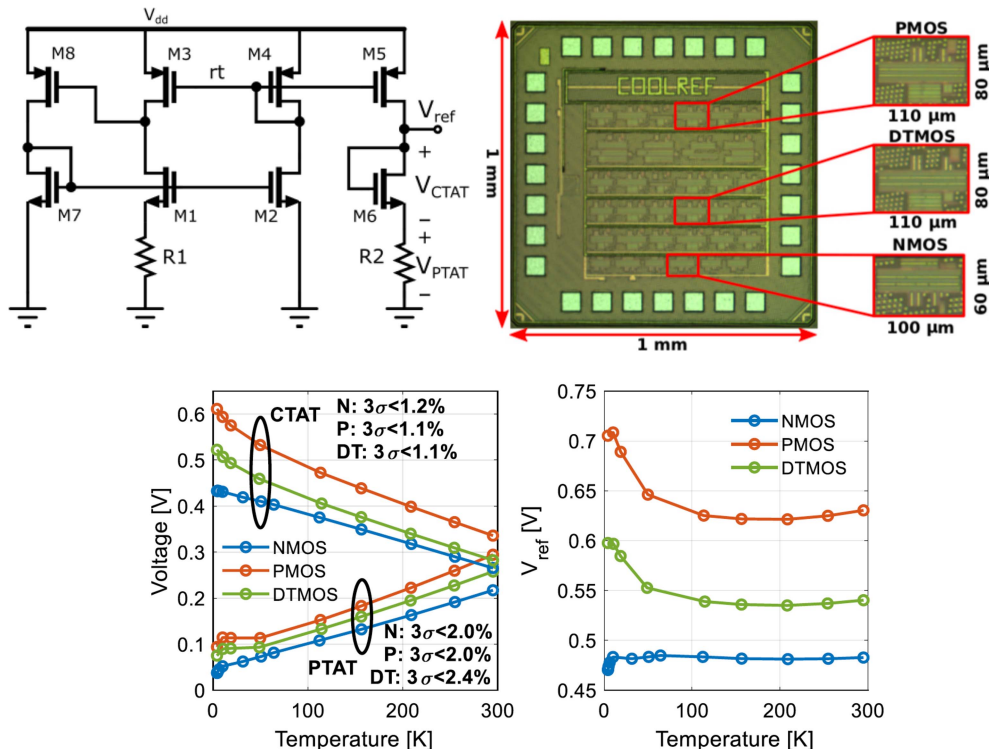 V_dd
M8
M3
rt
M4
M5
V_ref
+
V_CTAT
−
+
V_PTAT
−
M7
M1
M2
M6
R1
R2
COOLREF
1 mm
1 mm
PMOS
80 μm
110 μm
DTMOS
80 μm
110 μm
NMOS
60 μm
100 μm
Voltage [V]
0.6
0.5
0.4
0.3
0.2
0.1
0
CTAT
N: 3σ<1.2%
P: 3σ<1.1%
DT: 3σ<1.1%
NMOS
PMOS
DTMOS
N: 3σ<2.0%
P: 3σ<2.0%
DT: 3σ<2.4%
PTAT
0 100 200 300
Temperature [K]
V_ref [V]
0.75
0.7
0.65
0.6
0.55
0.5
0.45
NMOS
PMOS
DTMOS
0 100 200 300
Temperature [K]